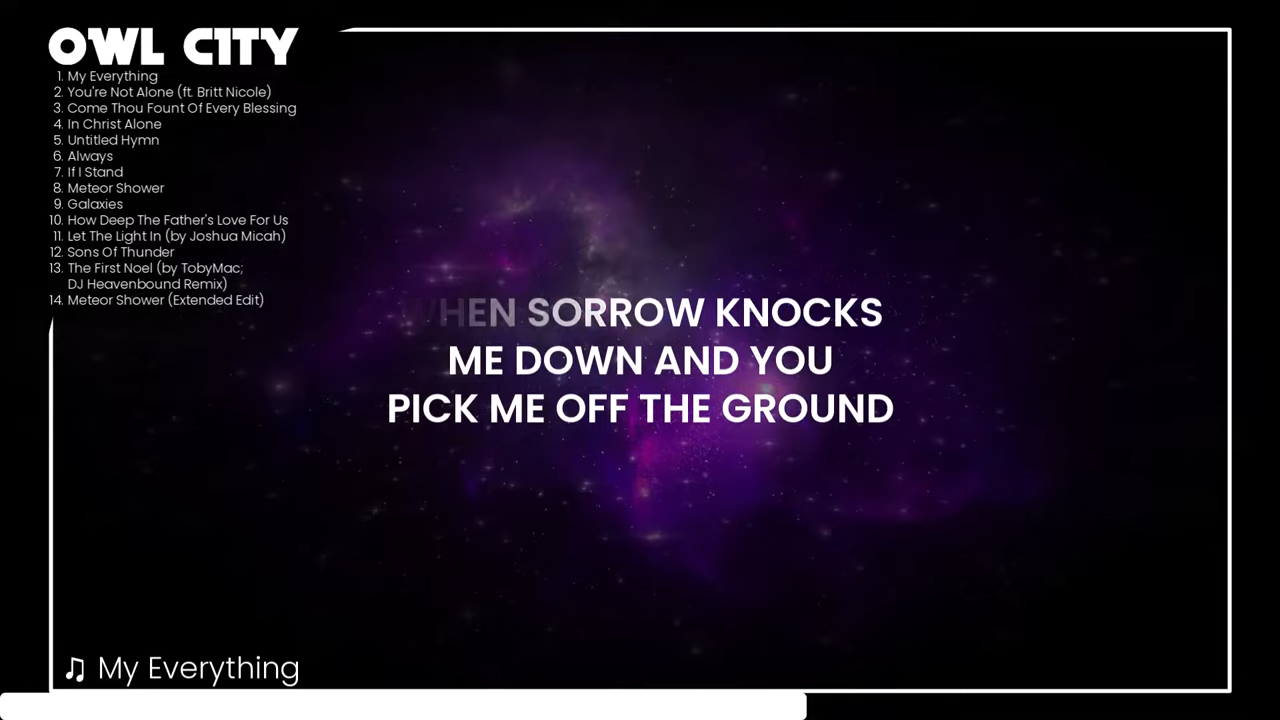 OWL CITY
1. My Everything
2. You're Not Alone (ft. Britt Nicole)
3. Come Thou Fount Of Every Blessing
4. In Christ Alone
5. Untitled Hymn
6. Always
7. If I Stand
8. Meteor Shower
9. Galaxies
10. How Deep The Father's Love For Us
11. Let The Light In (by Joshua Micah)
12. Sons Of Thunder
13. The First Noel (by TobyMac;
DJ Heavenbound Remix)
14. Meteor Shower (Extended Edit)
WHEN SORROW KNOCKS
ME DOWN AND YOU
PICK ME OFF THE GROUND
♫ My Everything